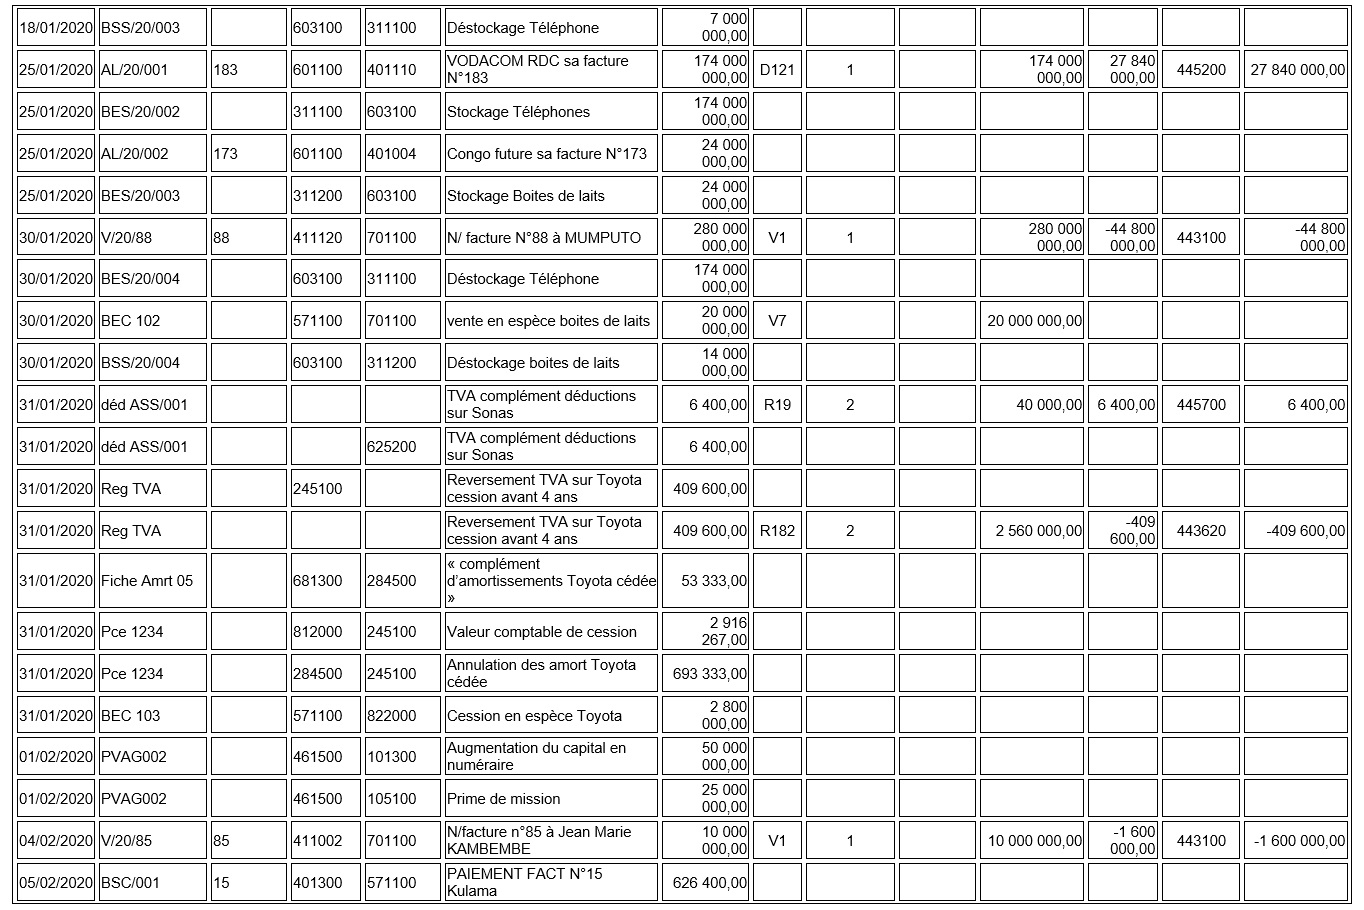 18/01/2020 BSS/20/003 603100 311100 Déstockage Téléphone 7 000
000,00
25/01/2020 AL/20/001 183 601100 401110 VODACOM RDC sa facture 174 000 D121 1 174 000 27 840 445200 27 840 000,00
N°183 000,00 000,00 000,00
25/01/2020 BES/20/002 311100 603100 Stockage Téléphones 174 000
000,00
25/01/2020 AL/20/002 173 601100 401004 Congo future sa facture N°173 24 000
000,00
25/01/2020 BES/20/003 311200 603100 Stockage Boites de laits 24 000
000,00
30/01/2020 V/20/88 88 411120 701100 N/ facture N°88 à MUMPUTO 280 000 V1 1 280 000 -44 800 443100 -44 800
000,00 000,00 000,00 000,00
30/01/2020 BES/20/004 603100 311100 Déstockage Téléphone 174 000
000,00
30/01/2020 BEC 102 571100 701100 vente en espèce boites de laits 20 000 V7 20 000 000,00
000,00
30/01/2020 BSS/20/004 603100 311200 Déstockage boites de laits 14 000
000,00
31/01/2020 déd ASS/001 TVA complément déductions 6 400,00 R19 2 40 000,00 6 400,00 445700 6 400,00
sur Sonas
31/01/2020 déd ASS/001 625200 TVA complément déductions 6 400,00
sur Sonas
31/01/2020 Reg TVA 245100 Reversement TVA sur Toyota 409 600,00
cession avant 4 ans
31/01/2020 Reg TVA Reversement TVA sur Toyota 409 600,00 R182 2 2 560 000,00 -409 443620 -409 600,00
cession avant 4 ans 600,00
31/01/2020 Fiche Amrt 05 681300 284500 « complément 53 333,00
d'amortissements Toyota cédée
»
31/01/2020 Pce 1234 812000 245100 Valeur comptable de cession 2 916
267,00
31/01/2020 Pce 1234 284500 245100 Annulation des amort Toyota 693 333,00
cédée
31/01/2020 BEC 103 571100 822000 Cession en espèce Toyota 2 800
000,00
01/02/2020 PVAG002 461500 101300 Augmentation du capital en 50 000
numéraire 000,00
01/02/2020 PVAG002 461500 105100 Prime de mission 25 000
000,00
04/02/2020 V/20/85 85 411002 701100 N/facture n°85 à Jean Marie 10 000 V1 1 10 000 000,00 -1 600 443100 -1 600 000,00
KAMBEMBE 000,00 000,00
05/02/2020 BSC/001 15 401300 571100 PAIEMENT FACT N°15 626 400,00
Kulama